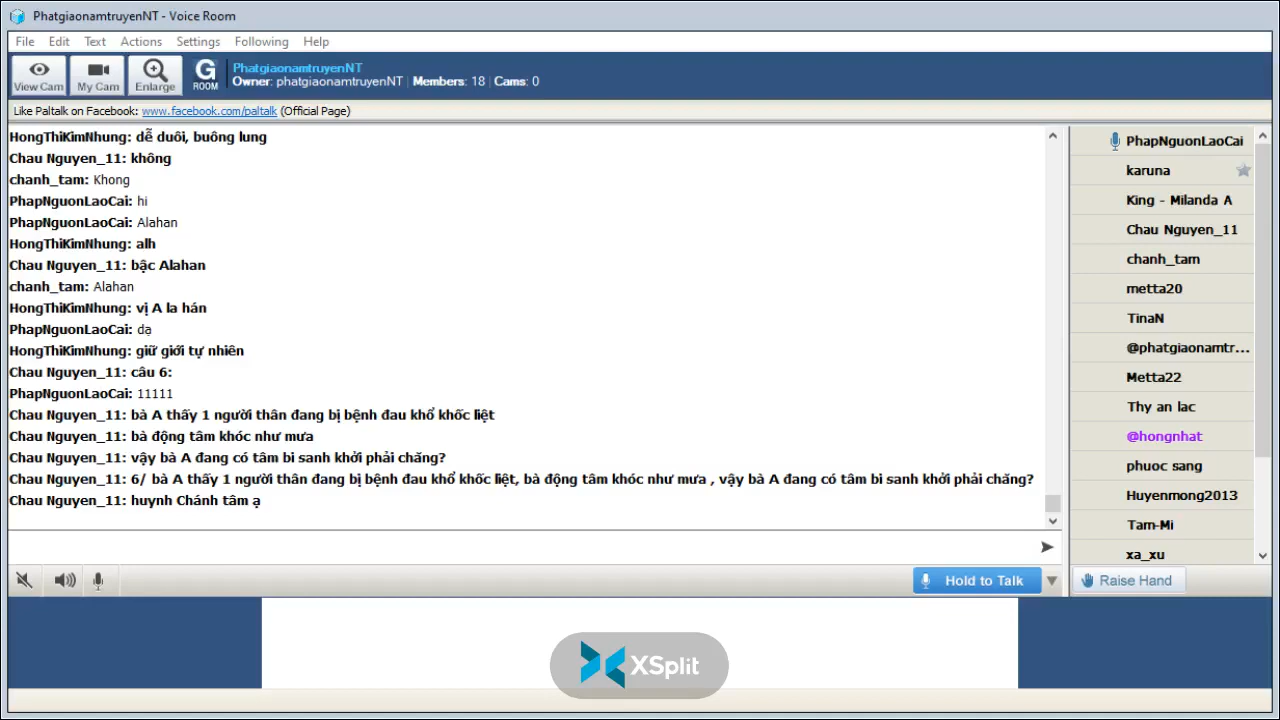 PhatgiaonamtruyenNT - Voice Room
File Edit Text Actions Settings Following Help
View Cam My Cam Enlarge G ROOM
PhatgiaonamtruyenNT
Owner: phatgiaonamtruyenNT | Members: 18 | Cams: 0
Like Paltalk on Facebook: www.facebook.com/paltalk (Official Page)
HongThiKimNhung: dễ duôi, buông lung
Chau Nguyen_11: không
chanh_tam: Khong
PhapNguonLaoCai: hi
PhapNguonLaoCai: Alahan
HongThiKimNhung: alh
Chau Nguyen_11: bậc Alahan
chanh_tam: Alahan
HongThiKimNhung: vị A la hán
PhapNguonLaoCai: dạ
HongThiKimNhung: giữ giới tự nhiên
Chau Nguyen_11: câu 6:
PhapNguonLaoCai: 11111
Chau Nguyen_11: bà A thấy 1 người thân đang bị bệnh đau khổ khốc liệt
Chau Nguyen_11: bà động tâm khóc như mưa
Chau Nguyen_11: vậy bà A đang có tâm bi sanh khởi phải chăng?
Chau Nguyen_11: 6/ bà A thấy 1 người thân đang bị bệnh đau khổ khốc liệt, bà động tâm khóc như mưa , vậy bà A đang có tâm bi sanh khởi phải chăng?
Chau Nguyen_11: huynh Chánh tâm ạ
PhapNguonLaoCai
karuna
King - Milanda A
Chau Nguyen_11
chanh_tam
metta20
TinaN
@phatgiaonamtr...
Metta22
Thy an lac
@hongnhat
phuoc sang
Huyenmong2013
Tam-Mi
xa_xu
Hold to Talk
Raise Hand
XSplit